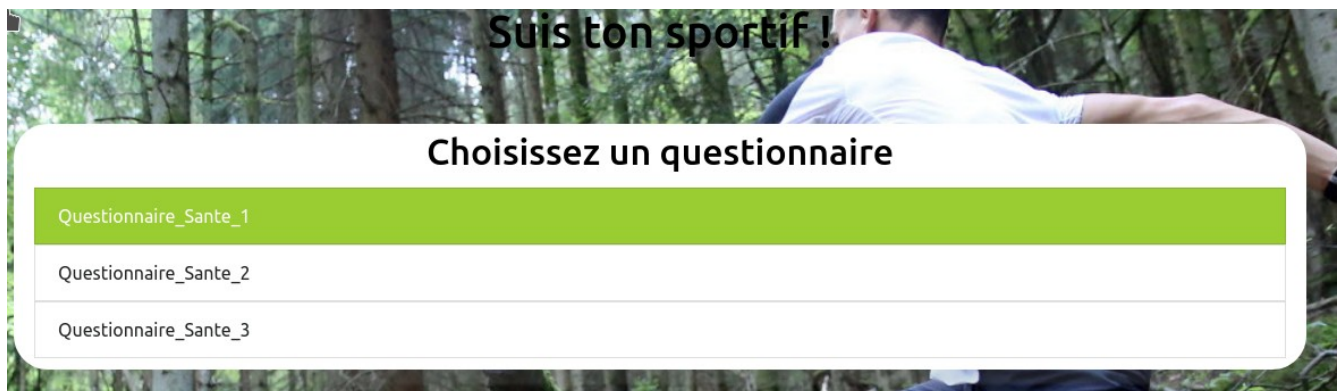 Suis ton sportif !
Choisissez un questionnaire
Questionnaire_Sante_1
Questionnaire_Sante_2
Questionnaire_Sante_3